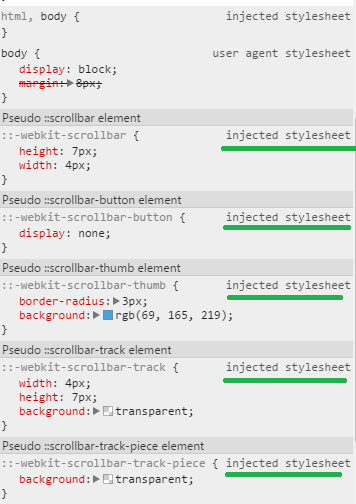 html, body { injected stylesheet
}
body { user agent stylesheet
display: block;
margin:▶8px;
}
Pseudo ::scrollbar element
::-webkit-scrollbar { injected stylesheet
height: 7px;
width: 4px;
}
Pseudo ::scrollbar-button element
::-webkit-scrollbar-button { injected stylesheet
display: none;
}
Pseudo ::scrollbar-thumb element
::-webkit-scrollbar-thumb { injected stylesheet
border-radius:▶3px;
background:▶rgb(69, 165, 219);
}
Pseudo ::scrollbar-track element
::-webkit-scrollbar-track { injected stylesheet
width: 4px;
height: 7px;
background:▶transparent;
}
Pseudo ::scrollbar-track-piece element
::-webkit-scrollbar-track-piece { injected stylesheet
background:▶transparent;
}